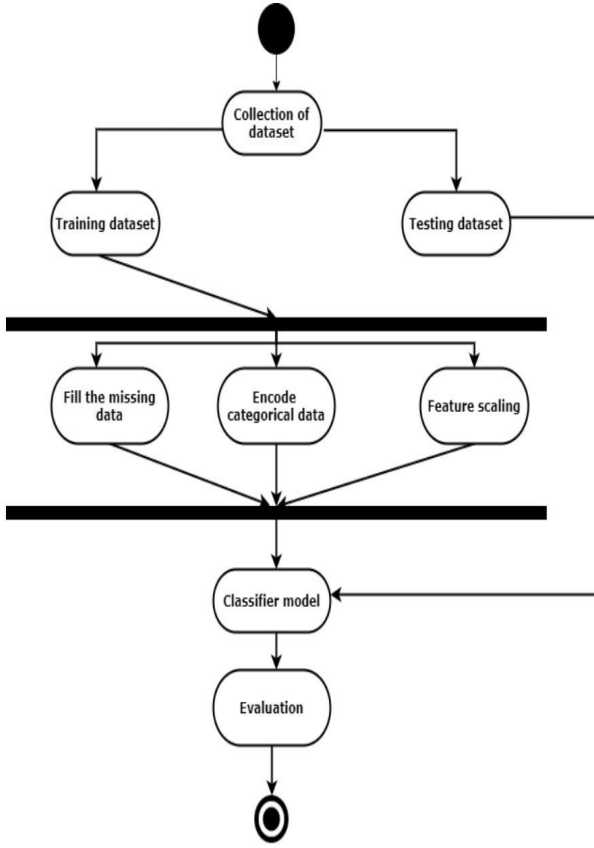 Collection of
dataset
Training dataset
Testing dataset
Fill the missing
data
Encode
categorical data
Feature scaling
Classifier model
Evaluation